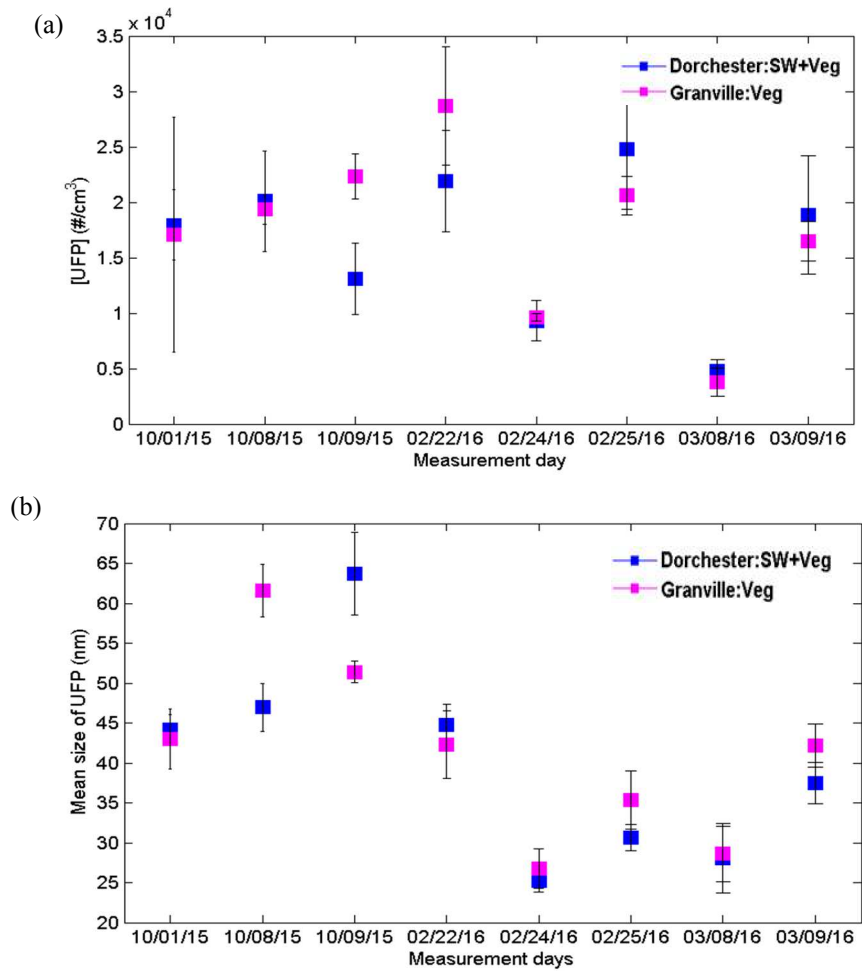 (a)
x 10⁴
3.5
3
2.5
2
1.5
1
0.5
0
[UFP] (#/cm³)
Dorchester:SW+Veg
Granville:Veg
10/01/15 10/08/15 10/09/15 02/22/16 02/24/16 02/25/16 03/08/16 03/09/16
Measurement day
(b)
70
65
60
55
50
45
40
35
30
25
20
Mean size of UFP (nm)
Dorchester:SW+Veg
Granville:Veg
10/01/15 10/08/15 10/09/15 02/22/16 02/24/16 02/25/16 03/08/16 03/09/16
Measurement days